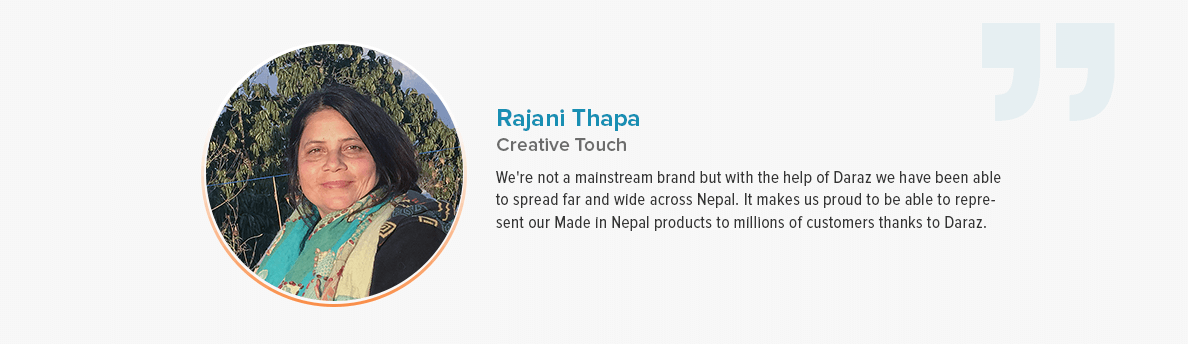 Rajani Thapa
Creative Touch
We're not a mainstream brand but with the help of Daraz we have been able
to spread far and wide across Nepal. It makes us proud to be able to repre-
sent our Made in Nepal products to millions of customers thanks to Daraz.